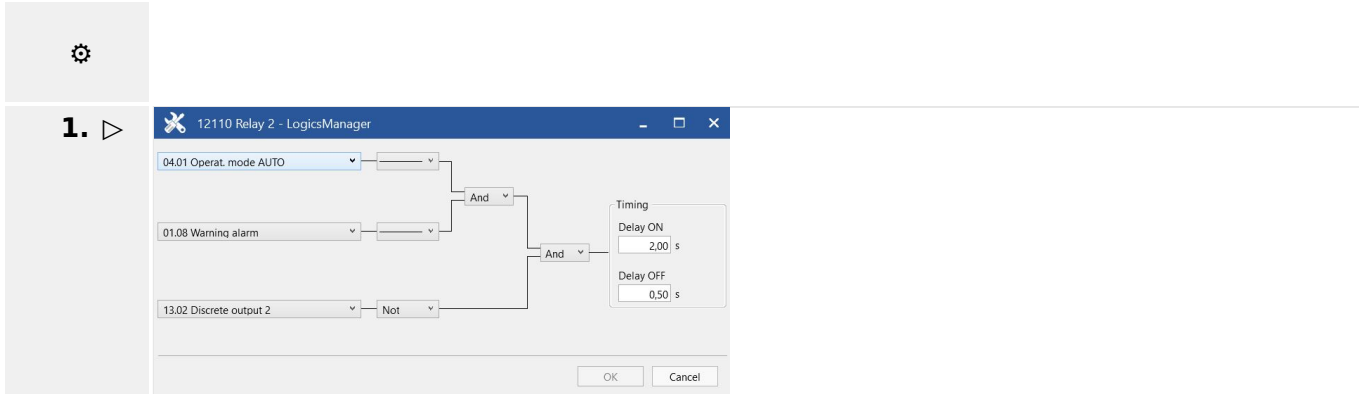 ⚙
1. ▷
12110 Relay 2 - LogicsManager
04.01 Operat. mode AUTO
And
Timing
Delay ON
01.08 Warning alarm
2,00 s
And
Delay OFF
0,50 s
13.02 Discrete output 2 Not
OK Cancel